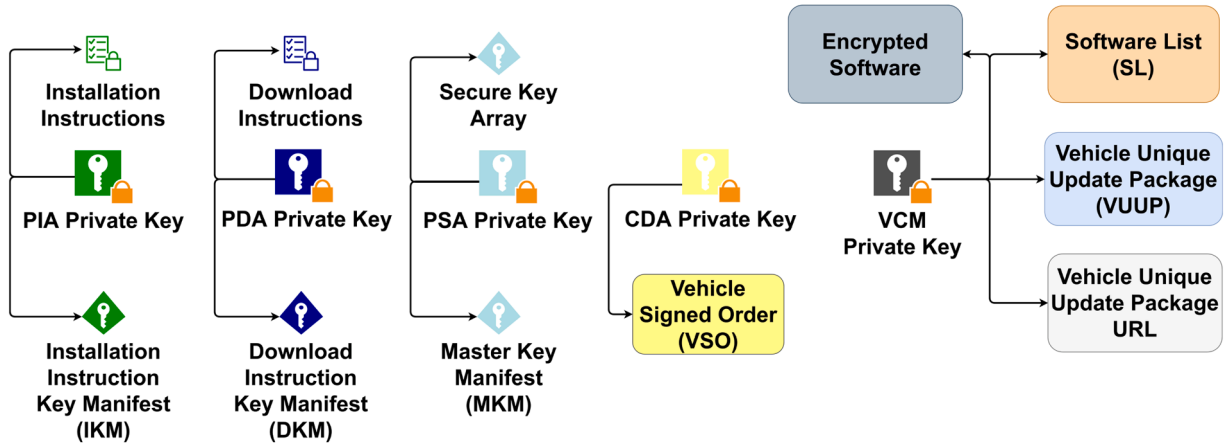 Installation
Instructions
PIA Private Key
Installation
Instruction
Key Manifest
(IKM)
Download
Instructions
PDA Private Key
Download
Instruction
Key Manifest
(DKM)
Secure Key
Array
PSA Private Key
Master Key
Manifest
(MKM)
CDA Private Key
Vehicle
Signed Order
(VSO)
Encrypted
Software
VCM
Private Key
Software List
(SL)
Vehicle Unique
Update Package
(VUUP)
Vehicle Unique
Update Package
URL